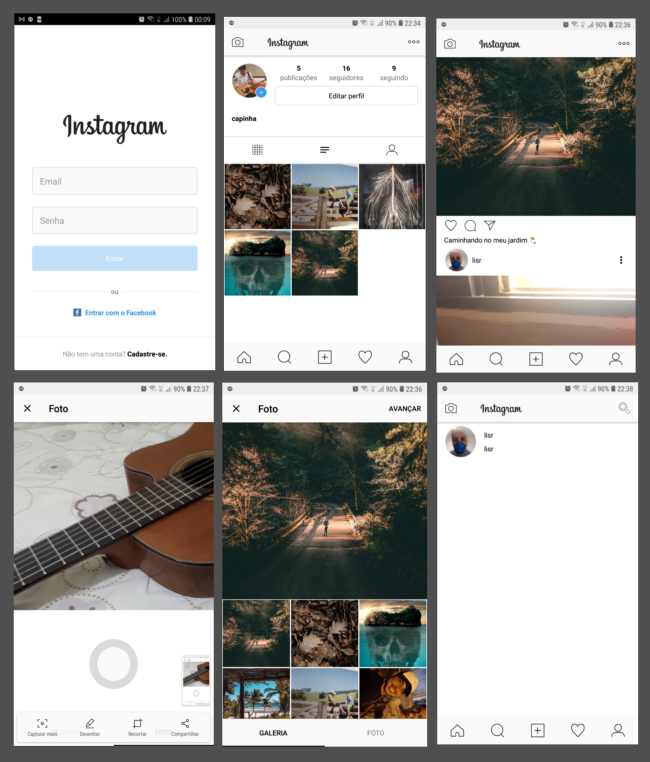 100% 00:09
Instagram
Email
Senha
Entrar
ou
Entrar com o Facebook
Não tem uma conta? Cadastre-se.
90% 22:34
Instagram
5 16 9
publicações seguidores seguindo
Editar perfil
capinha
90% 22:36
Instagram
Caminhando no meu jardim
lisr
90% 22:37
Foto
Capturar mais Desenhar Recortar Compartilhar
90% 22:36
Foto AVANÇAR
GALERIA FOTO
90% 22:38
Instagram
lisr
lisr